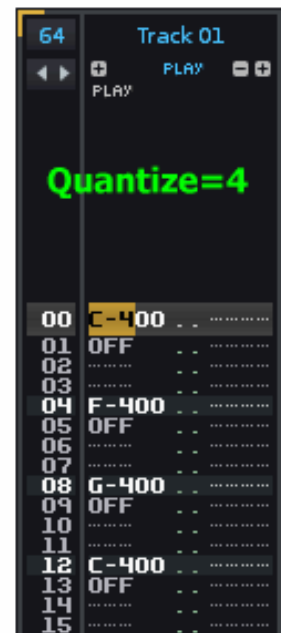 64 Track 01
PLAY
PLAY
Quantize=4
00 C-400 .. ............
01 OFF .. ............
02 ......... .. ............
03 ......... .. ............
04 F-400 .. ............
05 OFF .. ............
06 ......... .. ............
07 ......... .. ............
08 G-400 .. ............
09 OFF .. ............
10 ......... .. ............
11 ......... .. ............
12 C-400 .. ............
13 OFF .. ............
14 ......... .. ............
15 ......... .. ............